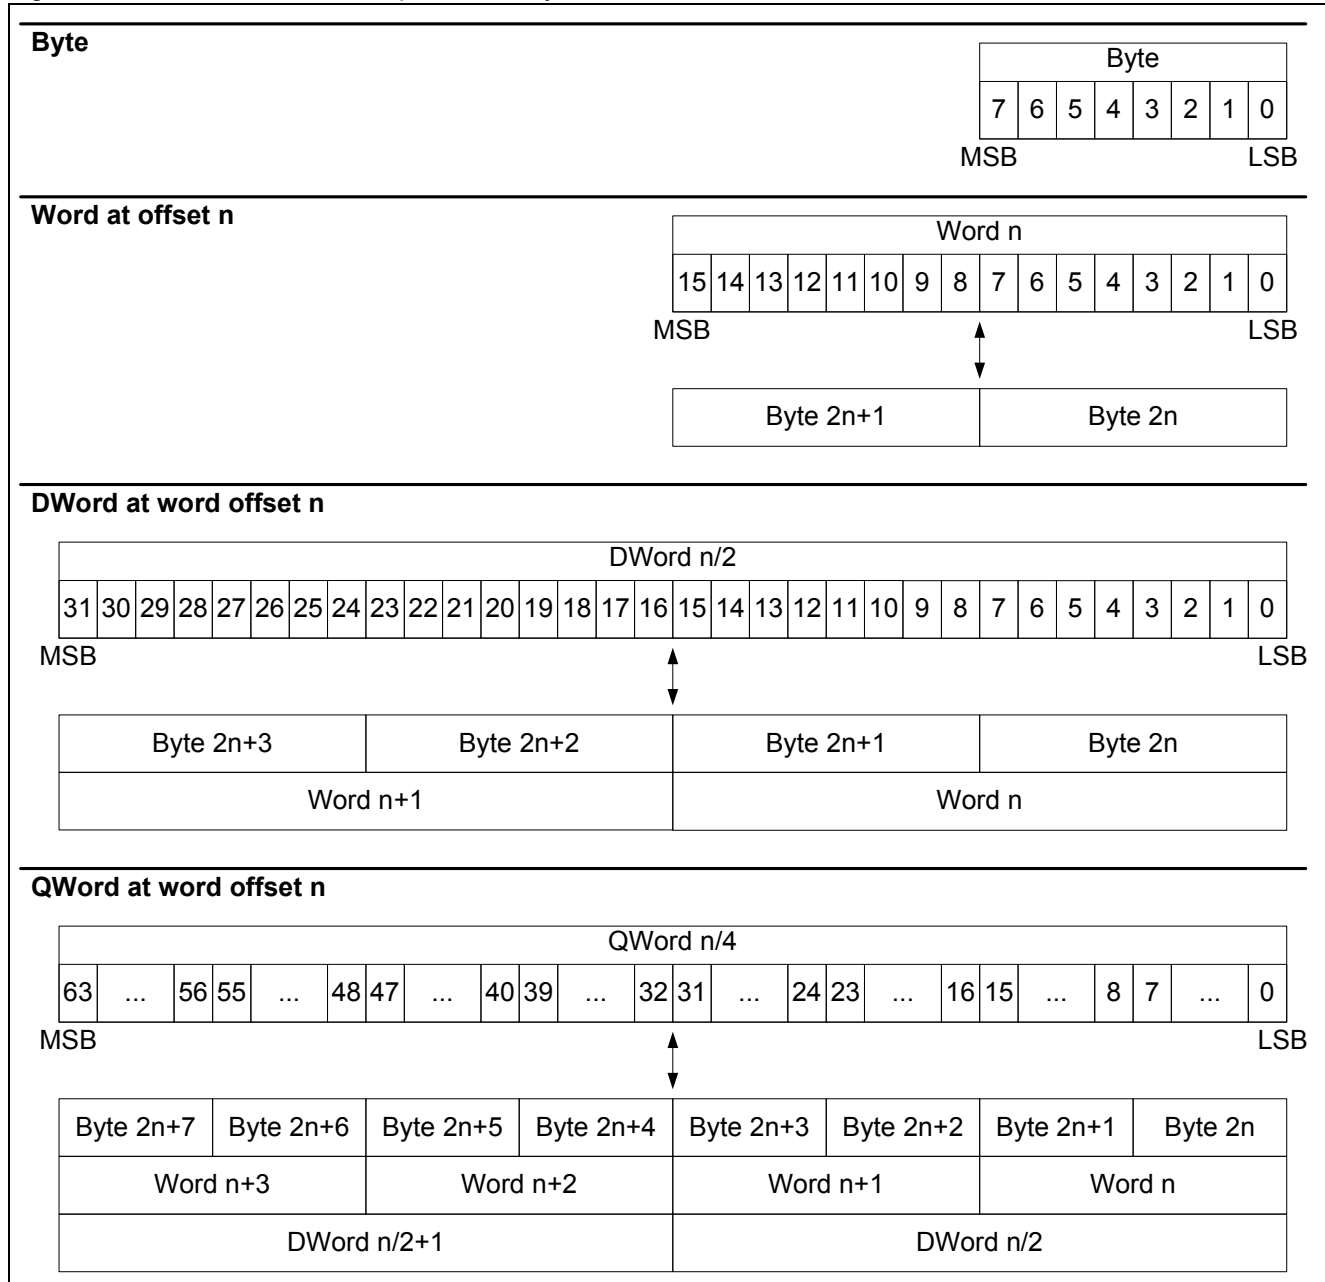 Byte
Byte
7 6 5 4 3 2 1 0
MSB LSB
Word at offset n
Word n
15 14 13 12 11 10 9 8 7 6 5 4 3 2 1 0
MSB LSB
Byte 2n+1 Byte 2n
DWord at word offset n
DWord n/2
31 30 29 28 27 26 25 24 23 22 21 20 19 18 17 16 15 14 13 12 11 10 9 8 7 6 5 4 3 2 1 0
MSB LSB
Byte 2n+3 Byte 2n+2 Byte 2n+1 Byte 2n
Word n+1 Word n
QWord at word offset n
QWord n/4
63 ... 56 55 ... 48 47 ... 40 39 ... 32 31 ... 24 23 ... 16 15 ... 8 7 ... 0
MSB LSB
Byte 2n+7 Byte 2n+6 Byte 2n+5 Byte 2n+4 Byte 2n+3 Byte 2n+2 Byte 2n+1 Byte 2n
Word n+3 Word n+2 Word n+1 Word n
DWord n/2+1 DWord n/2